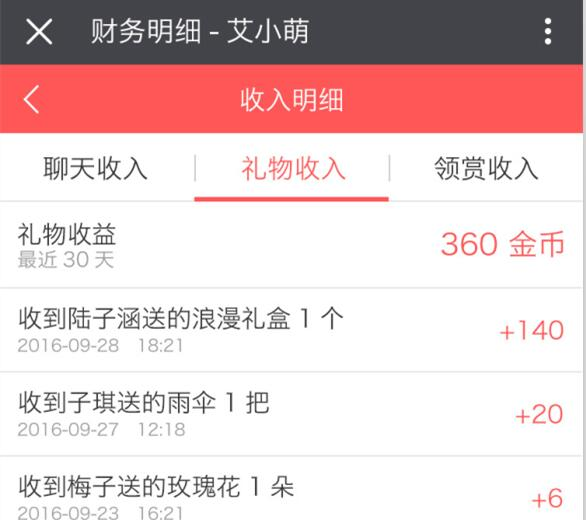 财务明细 - 艾小萌
收入明细
聊天收入
礼物收入
领赏收入
礼物收益
360 金币
最近 30 天
收到陆子涵送的浪漫礼盒 1 个
+140
2016-09-28 18:21
收到子琪送的雨伞 1 把
+20
2016-09-27 12:18
收到梅子送的玫瑰花 1 朵
+6
2016-09-23 16:21